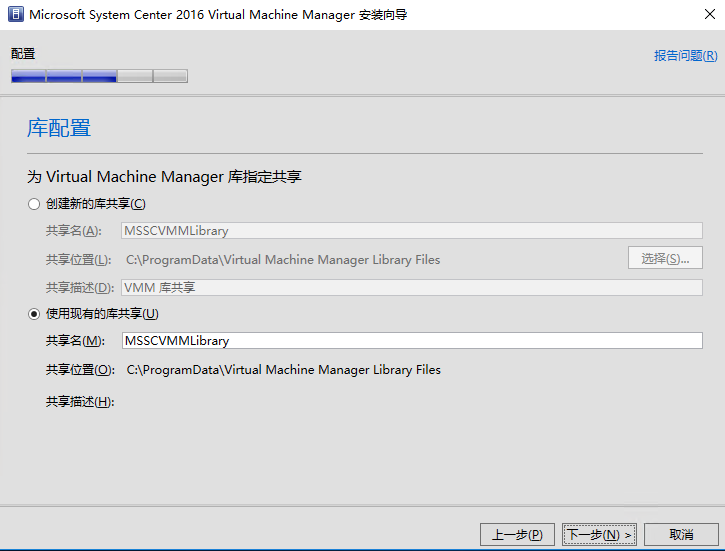 Microsoft System Center 2016 Virtual Machine Manager 安装向导
配置
报告问题(R)
库配置
为 Virtual Machine Manager 库指定共享
创建新的库共享(C)
共享名(A): MSSCVMMLibrary
共享位置(L): C:\ProgramData\Virtual Machine Manager Library Files 选择(S)...
共享描述(D): VMM 库共享
使用现有的库共享(U)
共享名(M): MSSCVMMLibrary
共享位置(O): C:\ProgramData\Virtual Machine Manager Library Files
共享描述(H):
上一步(P) 下一步(N) > 取消